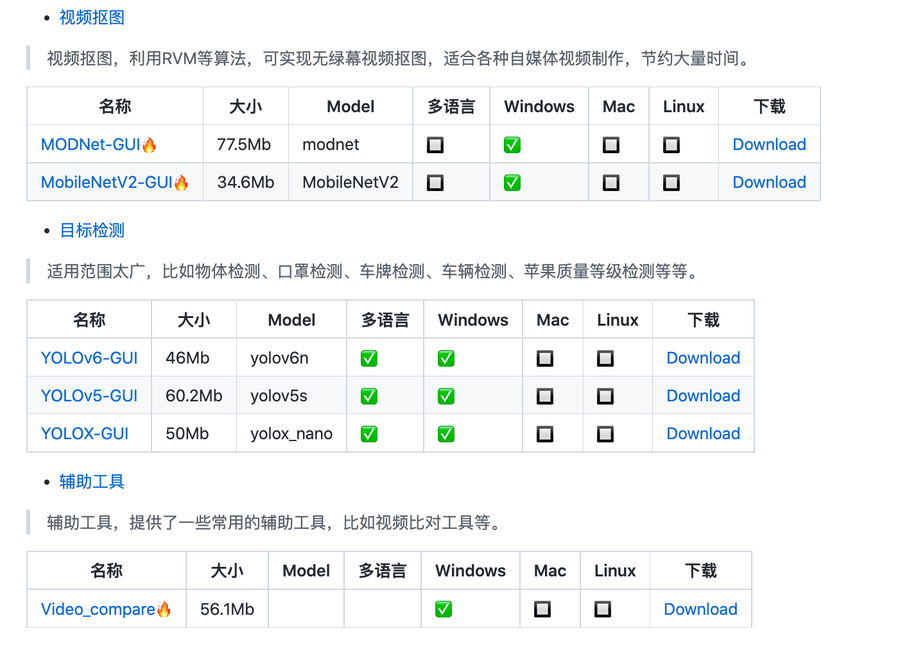 视频抠图
视频抠图，利用RVM等算法，可实现无绿幕视频抠图，适合各种自媒体视频制作，节约大量时间。
名称 大小 Model 多语言 Windows Mac Linux 下载
MODNet-GUI🔥 77.5Mb modnet 🔲 ✅ 🔲 🔲 Download
MobileNetV2-GUI🔥 34.6Mb MobileNetV2 🔲 ✅ 🔲 🔲 Download
目标检测
适用范围太广，比如物体检测、口罩检测、车牌检测、车辆检测、苹果质量等级检测等等。
名称 大小 Model 多语言 Windows Mac Linux 下载
YOLOv6-GUI 46Mb yolov6n ✅ ✅ 🔲 🔲 Download
YOLOv5-GUI 60.2Mb yolov5s ✅ ✅ 🔲 🔲 Download
YOLOX-GUI 50Mb yolox_nano ✅ ✅ 🔲 🔲 Download
辅助工具
辅助工具，提供了一些常用的辅助工具，比如视频比对工具等。
名称 大小 Model 多语言 Windows Mac Linux 下载
Video_compare🔥 56.1Mb ✅ 🔲 🔲 Download